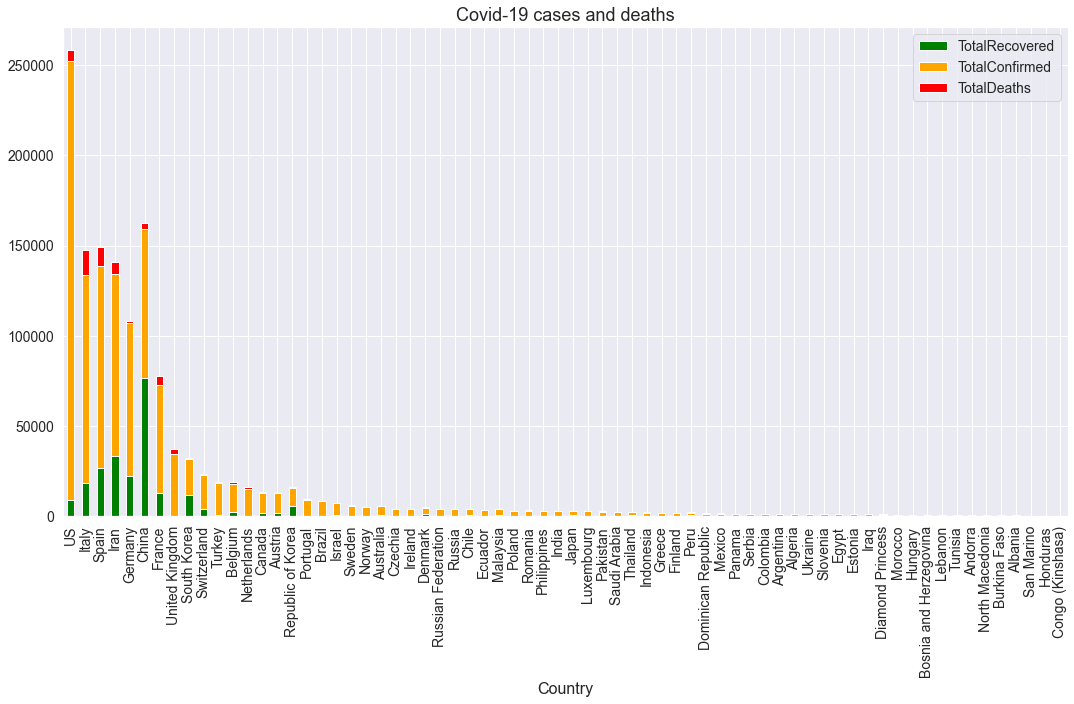 Covid-19 cases and deaths
TotalRecovered
TotalConfirmed
TotalDeaths
250000
200000
150000
100000
50000
0
US
Italy
Spain
Iran
Germany
China
France
United Kingdom
South Korea
Switzerland
Turkey
Belgium
Netherlands
Canada
Austria
Republic of Korea
Portugal
Brazil
Israel
Sweden
Norway
Australia
Czechia
Ireland
Denmark
Russian Federation
Russia
Chile
Ecuador
Malaysia
Poland
Romania
Philippines
India
Japan
Luxembourg
Pakistan
Saudi Arabia
Thailand
Indonesia
Greece
Finland
Peru
Dominican Republic
Mexico
Panama
Serbia
Colombia
Argentina
Algeria
Ukraine
Slovenia
Egypt
Estonia
Iraq
Diamond Princess
Morocco
Hungary
Bosnia and Herzegovina
Lebanon
Tunisia
Andorra
North Macedonia
Burkina Faso
Albania
San Marino
Honduras
Congo (Kinshasa)
Country